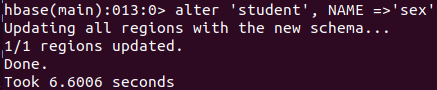 hbase(main):013:0> alter 'student', NAME =>'sex'
Updating all regions with the new schema...
1/1 regions updated.
Done.
Took 6.6006 seconds